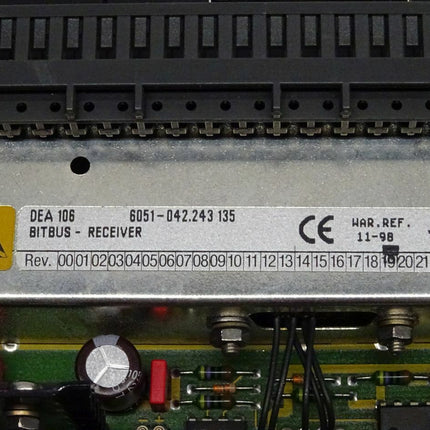 DEA 106 6051-042.243 135
BITBUS - RECEIVER
CE WAR.REF.
11-98
Rev. 00 01 02 03 04 05 06 07 08 09 10 11 12 13 14 15 16 17 18 19 20 21